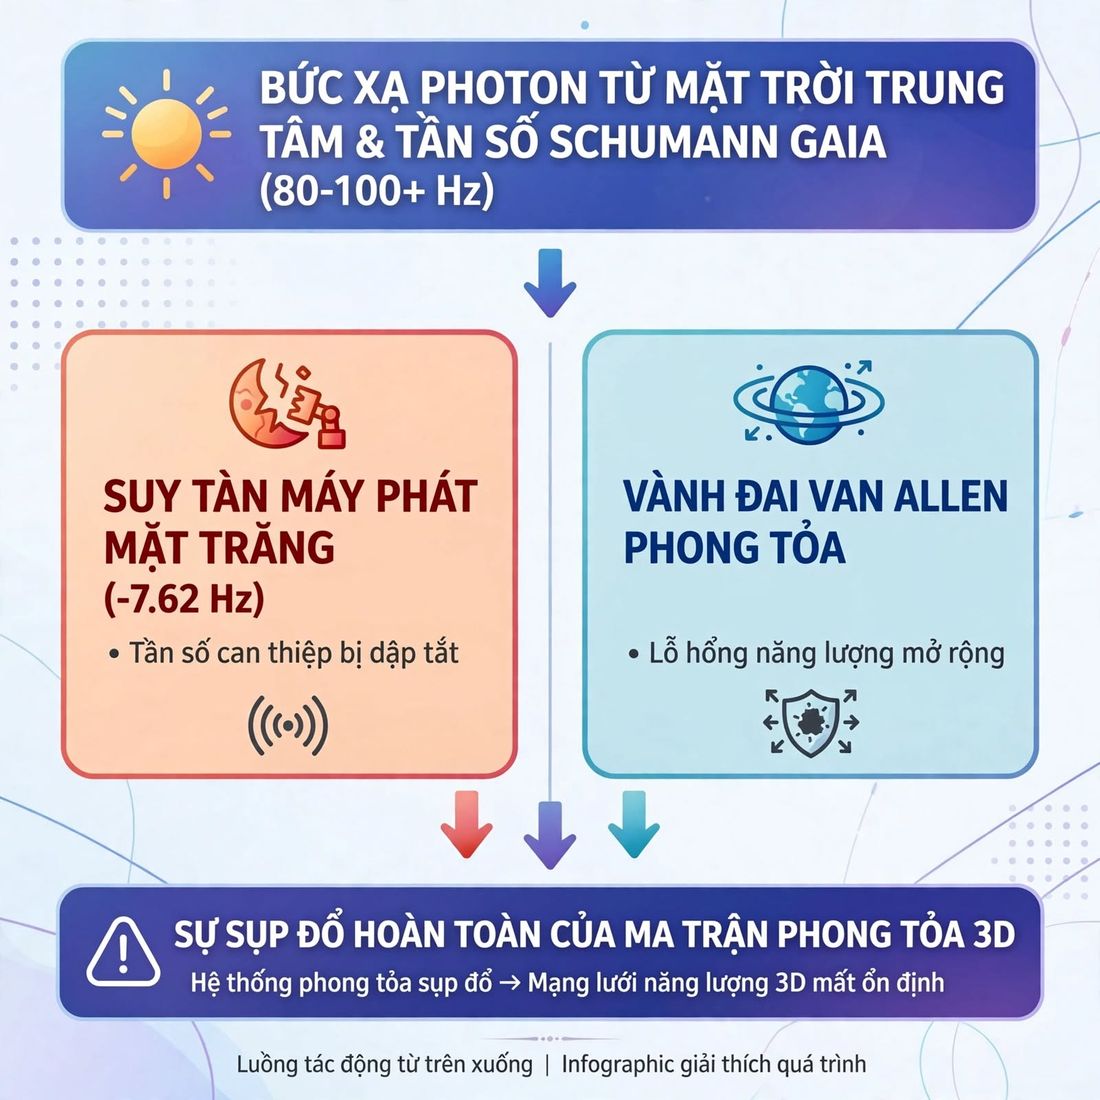 BỨC XẠ PHOTON TỪ MẶT TRỜI TRUNG
TÂM & TẦN SỐ SCHUMANN GAIA
(80-100+ Hz)
SUY TÀN MÁY PHÁT
MẶT TRĂNG
(-7.62 Hz)
• Tần số can thiệp bị dập tắt
VÀNH ĐAI VAN ALLEN
PHONG TỎA
• Lỗ hổng năng lượng mở rộng
SỰ SỤP ĐỔ HOÀN TOÀN CỦA MA TRẬN PHONG TỎA 3D
Hệ thống phong tỏa sụp đổ → Mạng lưới năng lượng 3D mất ổn định
Luồng tác động từ trên xuống | Infographic giải thích quá trình